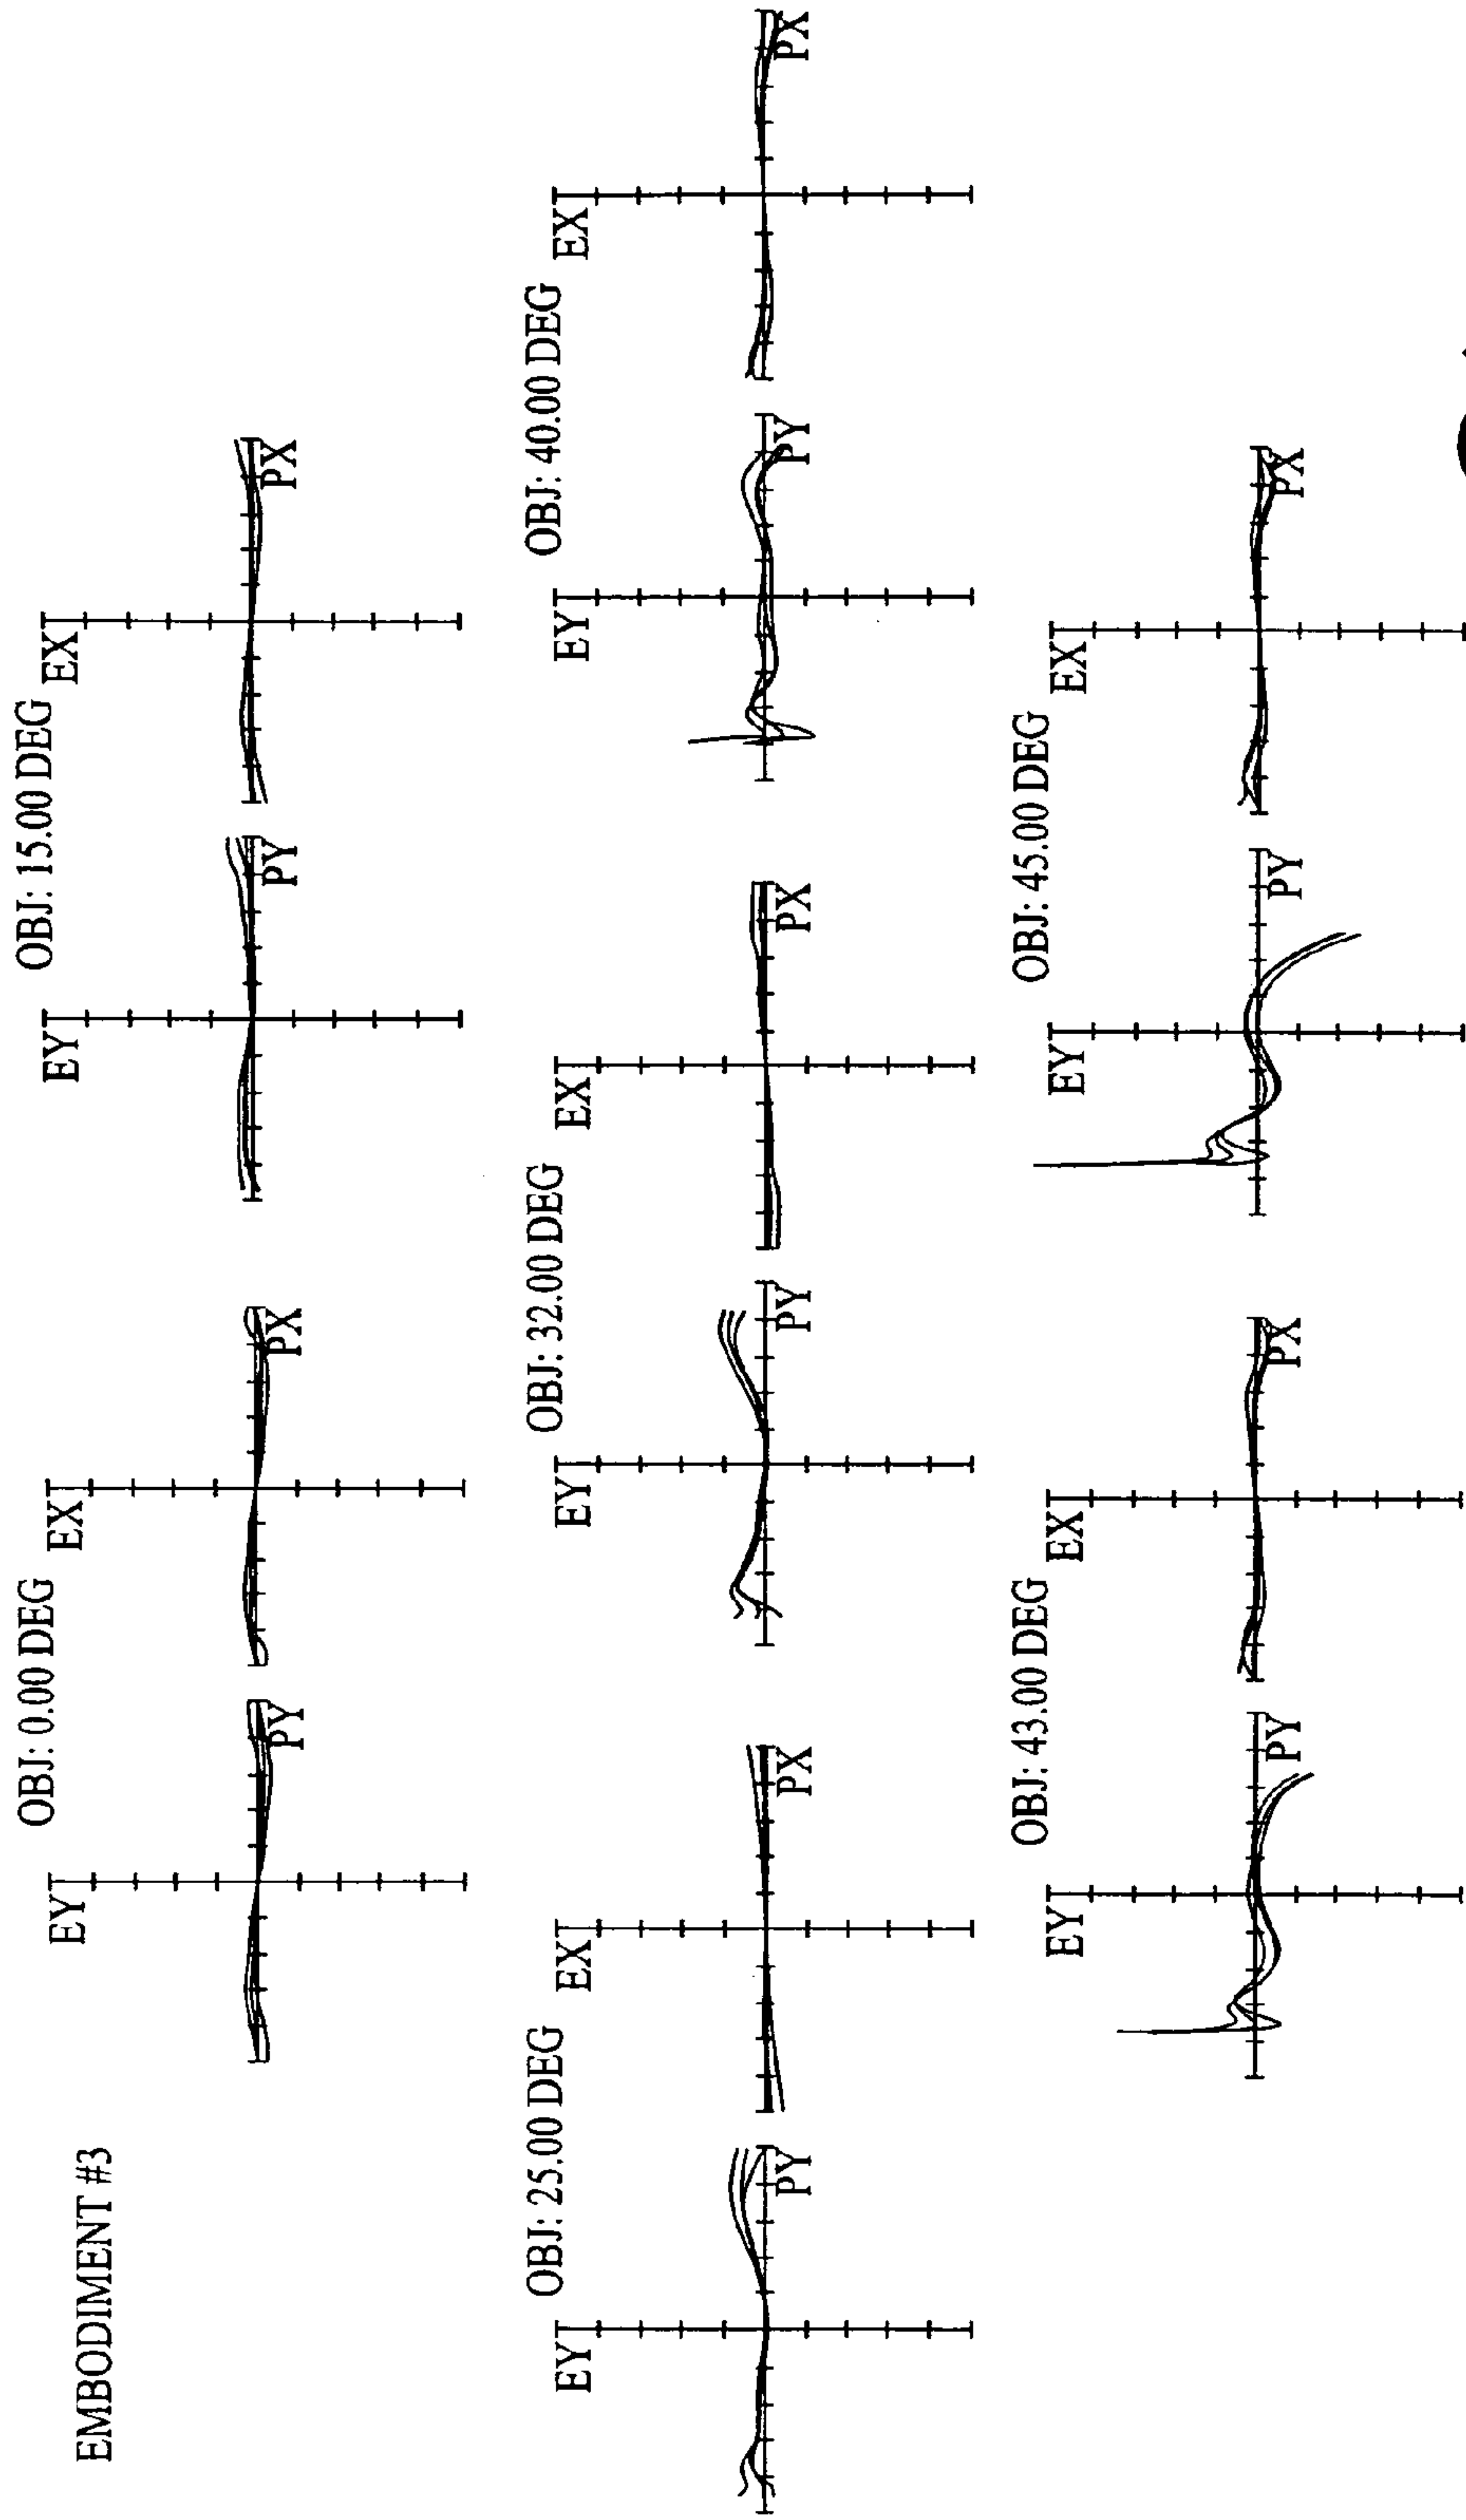 EMBODIMENT #3
OBJ: 0.00 DEG
EY
PY
EX
PX
OBJ: 15.00 DEG
EY
PY
EX
PX
OBJ: 25.00 DEG
EY
PY
EX
PX
OBJ: 32.00 DEG
EY
PY
EX
PX
OBJ: 40.00 DEG
EY
PY
EX
PX
OBJ: 43.00 DEG
EY
PY
EX
PX
OBJ: 45.00 DEG
EY
PY
EX
PX